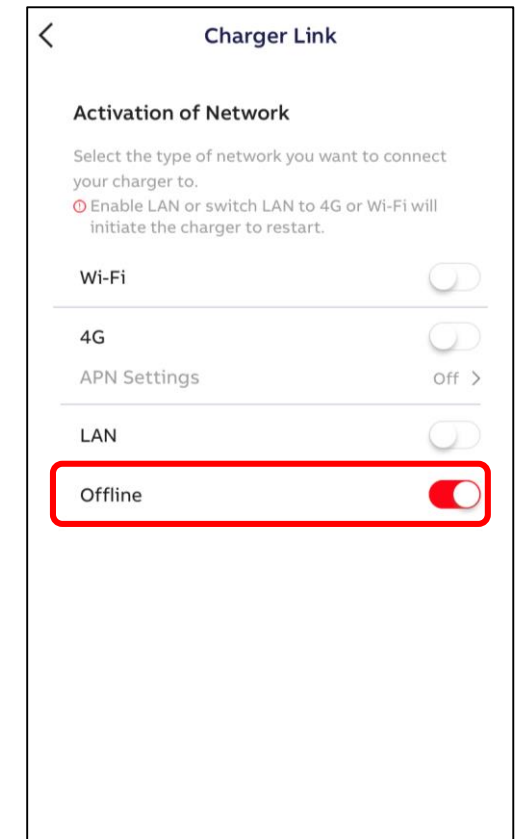 Charger Link
Activation of Network
Select the type of network you want to connect
your charger to.
Enable LAN or switch LAN to 4G or Wi-Fi will
initiate the charger to restart.
Wi-Fi
4G
APN Settings Off >
LAN
Offline